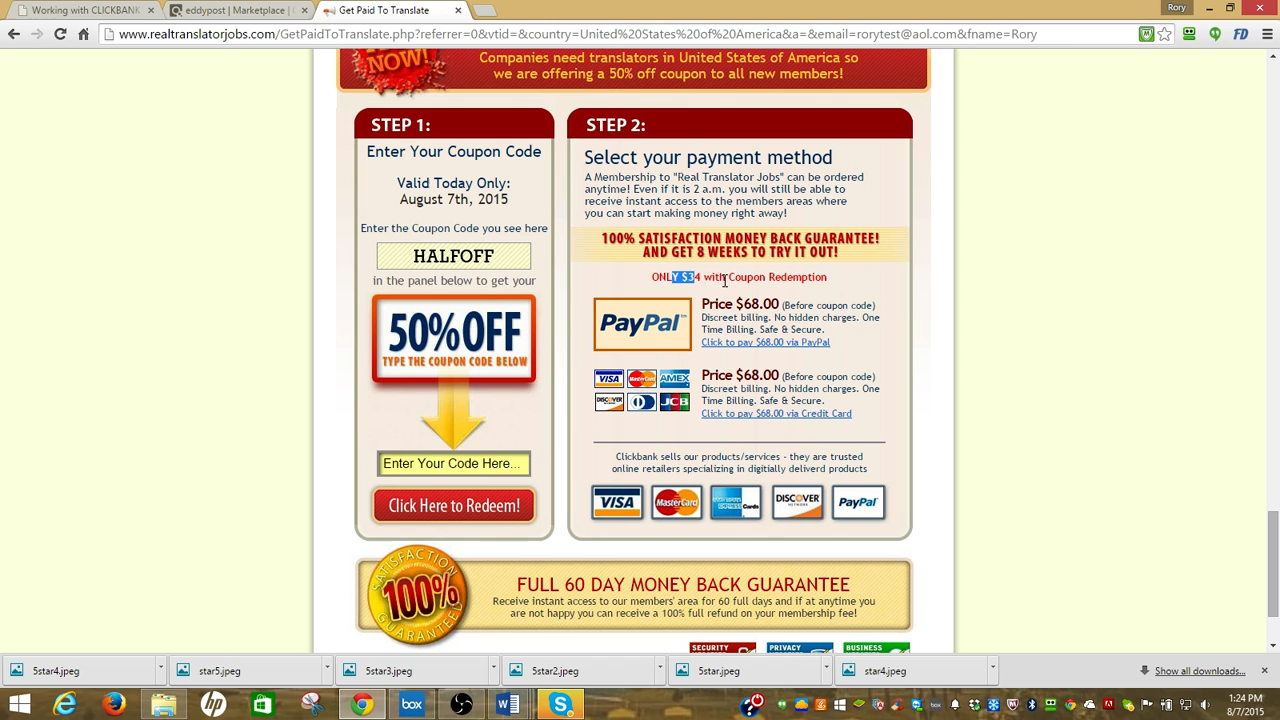 Working with CLICKBANK
eddypost | Marketplace | C
Get Paid To Translate
Rory
www.realtranslatorjobs.com/GetPaidToTranslate.php?referrer=0&vtid=&country=United%20States%20of%20America&a=&email=rorytest@aol.com&fname=Rory
NOW!
Companies need translators in United States of America so
we are offering a 50% off coupon to all new members!
STEP 1:
Enter Your Coupon Code
Valid Today Only:
August 7th, 2015
Enter the Coupon Code you see here
HALFOFF
in the panel below to get your
50% OFF
TYPE THE COUPON CODE BELOW
Enter Your Code Here...
Click Here to Redeem!
STEP 2:
Select your payment method
A Membership to "Real Translator Jobs" can be ordered
anytime! Even if it is 2 a.m. you will still be able to
receive instant access to the members areas where
you can start making money right away!
100% SATISFACTION MONEY BACK GUARANTEE!
AND GET 8 WEEKS TO TRY IT OUT!
ONLY $34 with Coupon Redemption
PayPal
Price $68.00 (Before coupon code)
Discreet billing. No hidden charges. One
Time Billing. Safe & Secure.
Click to pay $68.00 via PayPal
VISA MasterCard AMEX
DISCOVER JCB
Price $68.00 (Before coupon code)
Discreet billing. No hidden charges. One
Time Billing. Safe & Secure.
Click to pay $68.00 via Credit Card
Clickbank sells our products/services - they are trusted
online retailers specializing in digitially deliverd products
VISA MasterCard Cards DISCOVER PayPal
SATISFACTION
100%
GUARANTEE
FULL 60 DAY MONEY BACK GUARANTEE
Receive instant access to our members' area for 60 full days and if at anytime you
are not happy you can receive a 100% full refund on your membership fee!
SECURITY PRIVACY BUSINESS
5star4.jpeg
star5.jpeg
5star3.jpeg
5star2.jpeg
5star.jpeg
star4.jpeg
Show all downloads...
hp
box
1:24 PM
8/7/2015